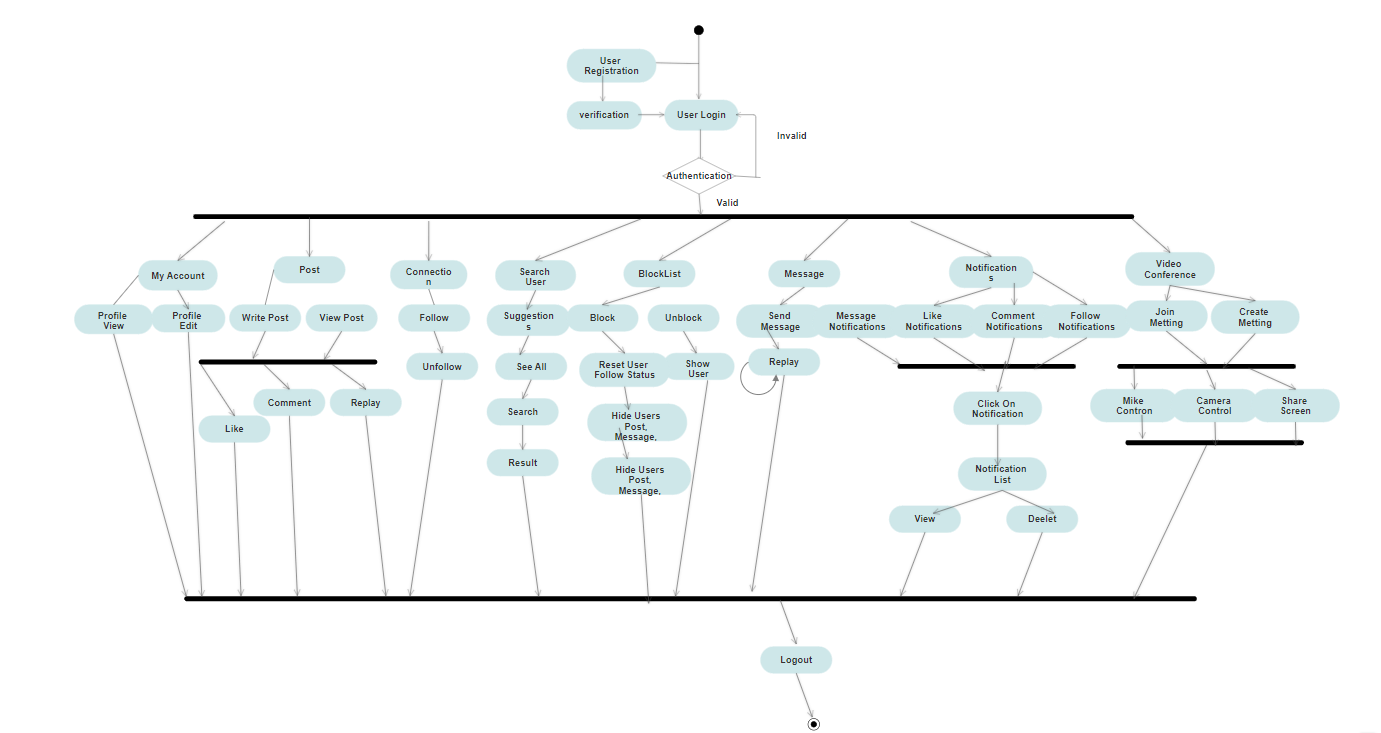 User
Registration
verification
User Login
Invalid
Authentication
Valid
My Account
Post
Connectio
n
Search
User
BlockList
Message
Notification
s
Video
Conference
Profile
View
Profile
Edit
Write Post
View Post
Follow
Suggestion
s
Block
Unblock
Send
Message
Message
Notifications
Like
Notifications
Comment
Notifications
Follow
Notifications
Join
Metting
Create
Metting
Unfollow
See All
Reset User
Follow Status
Show
User
Replay
Like
Comment
Replay
Search
Hide Users
Post,
Message,
Click On
Notification
Mike
Contron
Camera
Control
Share
Screen
Result
Hide Users
Post,
Message,
Notification
List
View
Deelet
Logout